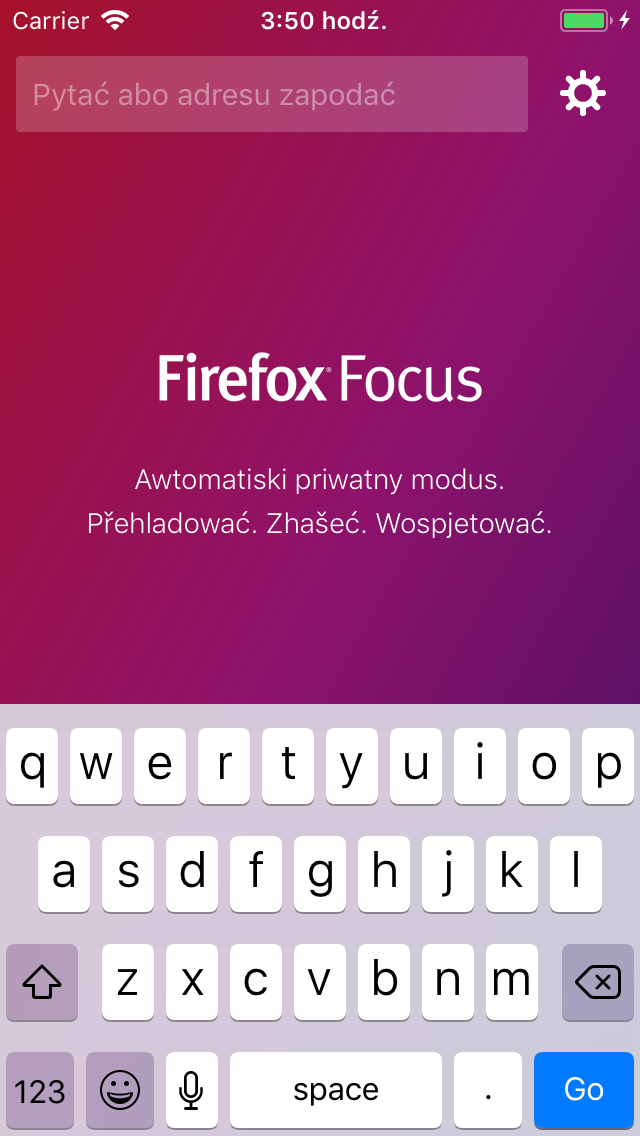 Carrier 3:50 hodź.
Pytać abo adresu zapodać
Firefox® Focus
Awtomatiski priwatny modus.
Přehladować. Zhašeć. Wospjetować.
q w e r t y u i o p
a s d f g h j k l
z x c v b n m
123 space . Go